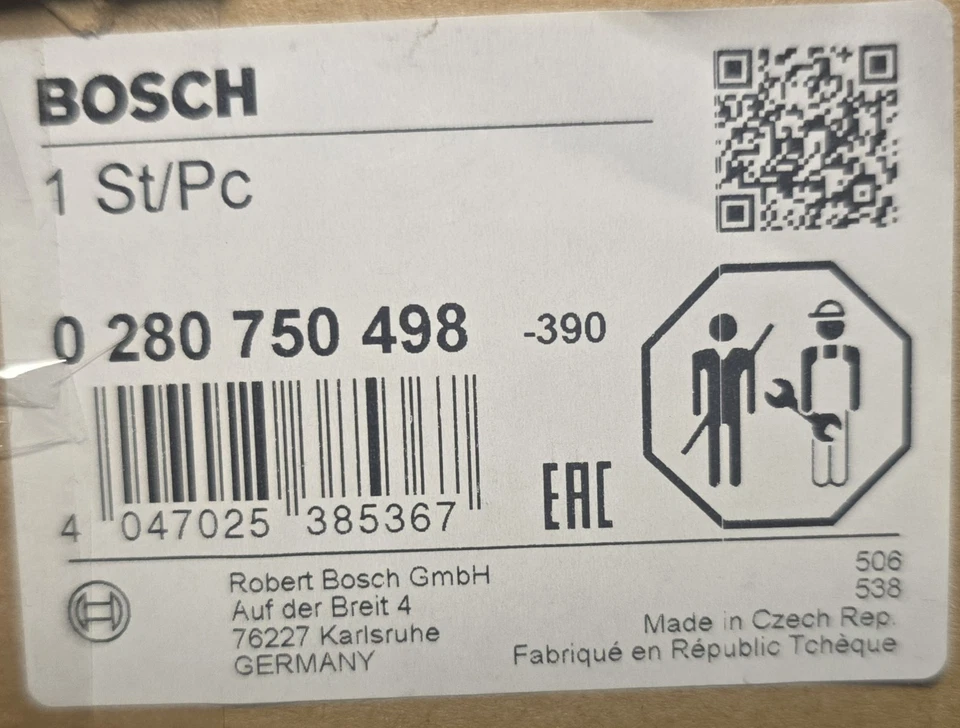 BOSCH
1 St/Pc
0 280 750 498 -390
4 047025 385367
EAC
506
538
Robert Bosch GmbH
Auf der Breit 4
76227 Karlsruhe
GERMANY
Made in Czech Rep.
Fabriqué en Républic Tchèque